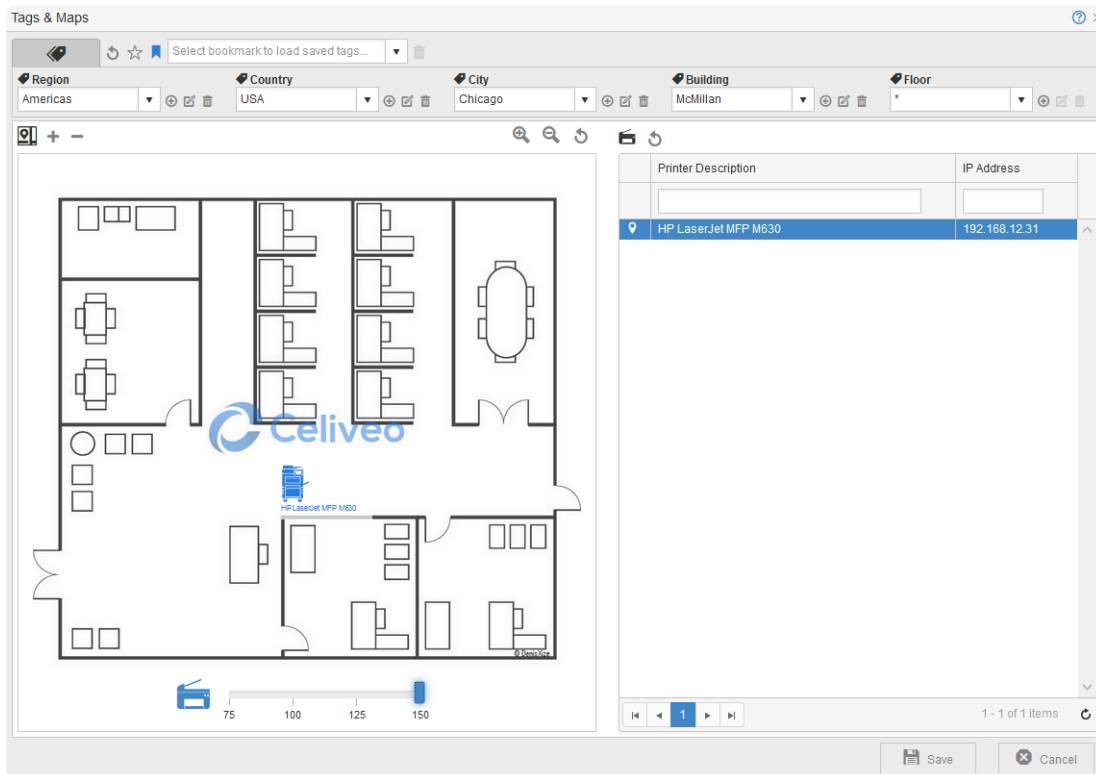 Tags & Maps
Select bookmark to load saved tags...
Region Country City Building Floor
Americas USA Chicago McMillan *
Printer Description IP Address
HP LaserJet MFP M630 192.168.12.31
Celiveo
HP LaserJet MFP M630
© Denis Xize
75 100 125 150
1
1 - 1 of 1 items
Save Cancel